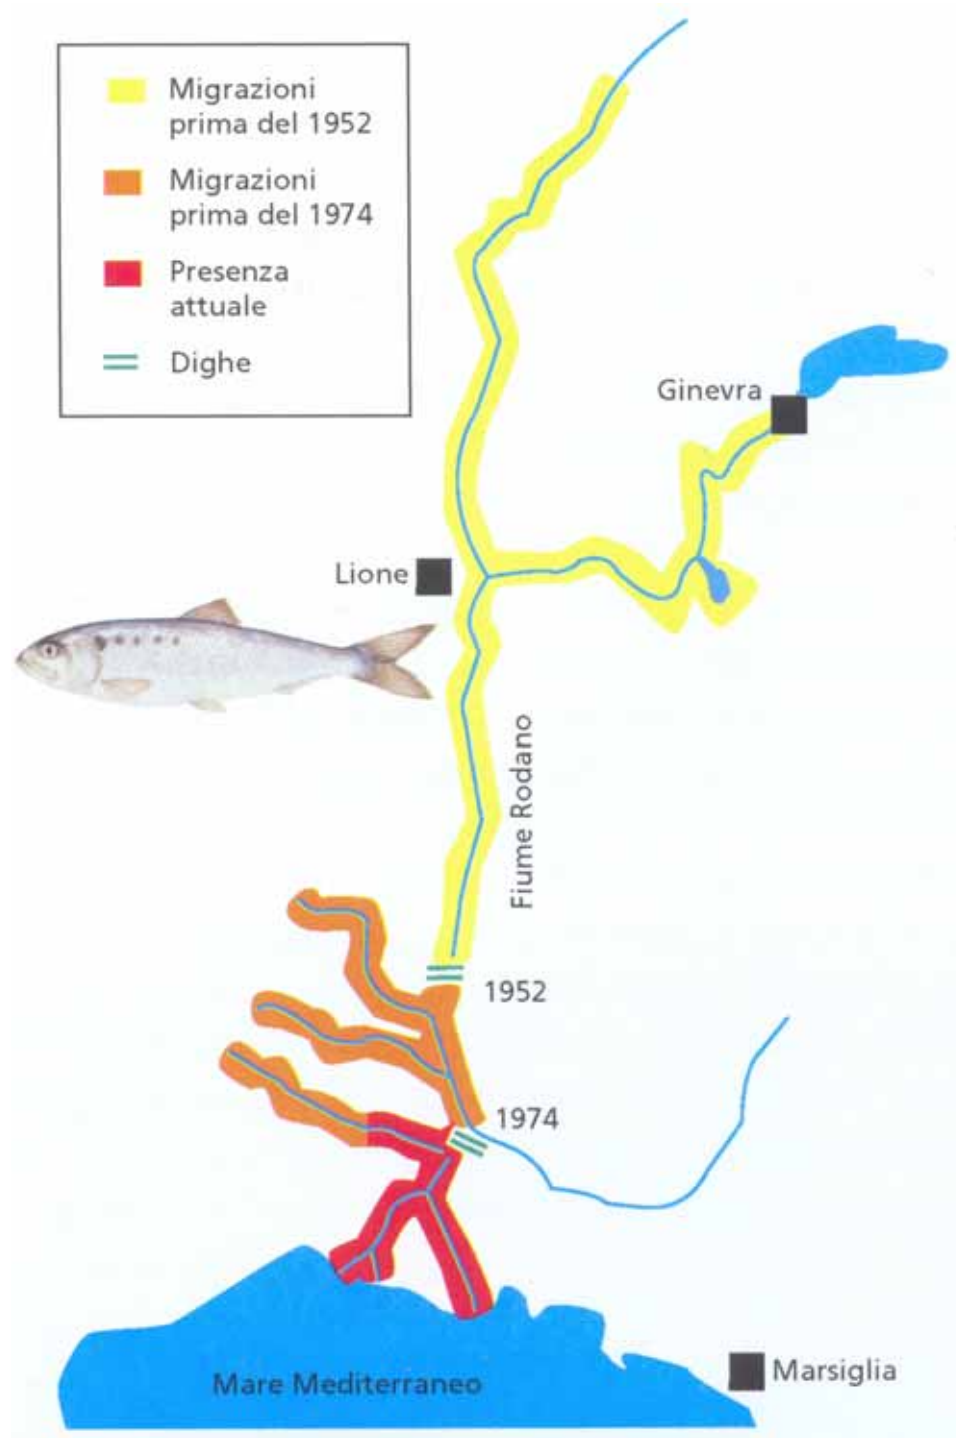 Migrazioni
prima del 1952
Migrazioni
prima del 1974
Presenza
attuale
Dighe
Ginevra
Lione
Fiume Rodano
1952
1974
Marsiglia
Mare Mediterraneo